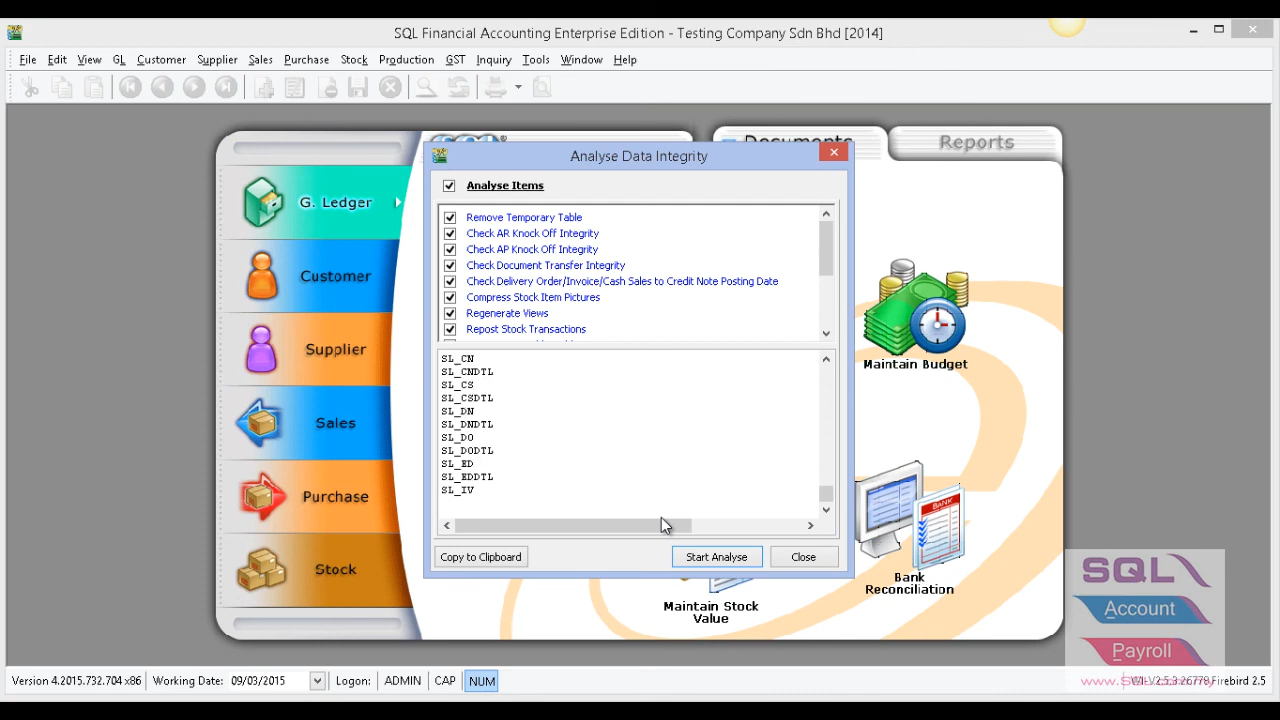 SQL Financial Accounting Enterprise Edition - Testing Company Sdn Bhd [2014]
File Edit View GL Customer Supplier Sales Purchase Stock Production GST Inquiry Tools Window Help
Documents
Reports
G. Ledger
Customer
Supplier
Sales
Purchase
Stock
Analyse Data Integrity
Analyse Items
Remove Temporary Table
Check AR Knock Off Integrity
Check AP Knock Off Integrity
Check Document Transfer Integrity
Check Delivery Order/Invoice/Cash Sales to Credit Note Posting Date
Compress Stock Item Pictures
Regenerate Views
Repost Stock Transactions
SL_CN
SL_CNDTL
SL_CS
SL_CSDTL
SL_DN
SL_DNDTL
SL_DO
SL_DODTL
SL_ED
SL_EDDTL
SL_IV
Copy to Clipboard
Start Analyse
Close
Maintain Budget
Bank
Reconciliation
Maintain Stock
Value
SQL
Account
Payroll
Version 4.2015.732.704 x86 Working Date: 09/03/2015 Logon: ADMIN CAP NUM
Firebird 2.5